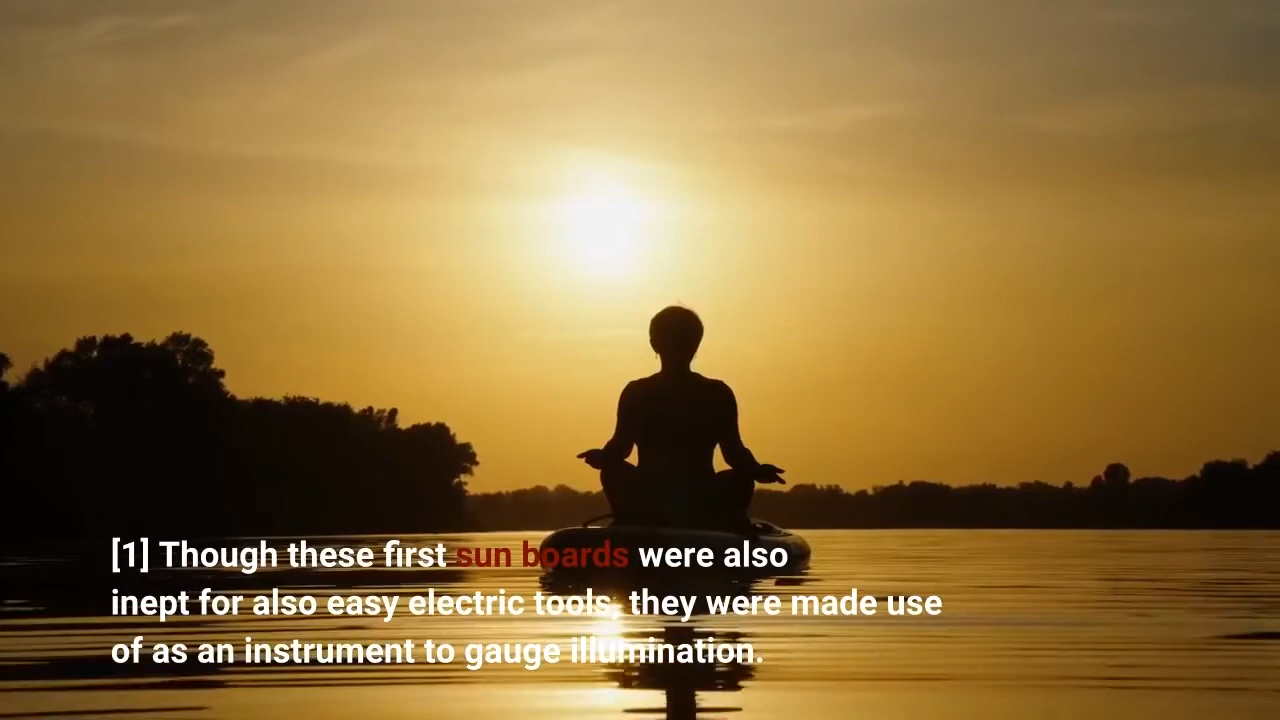 [1] Though these first sun boards were also
inept for also easy electric tools, they were made use
of as an instrument to gauge illumination.